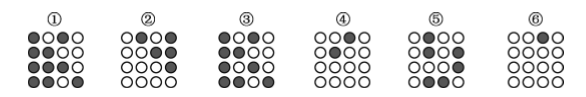 ① ② ③ ④ ⑤ ⑥